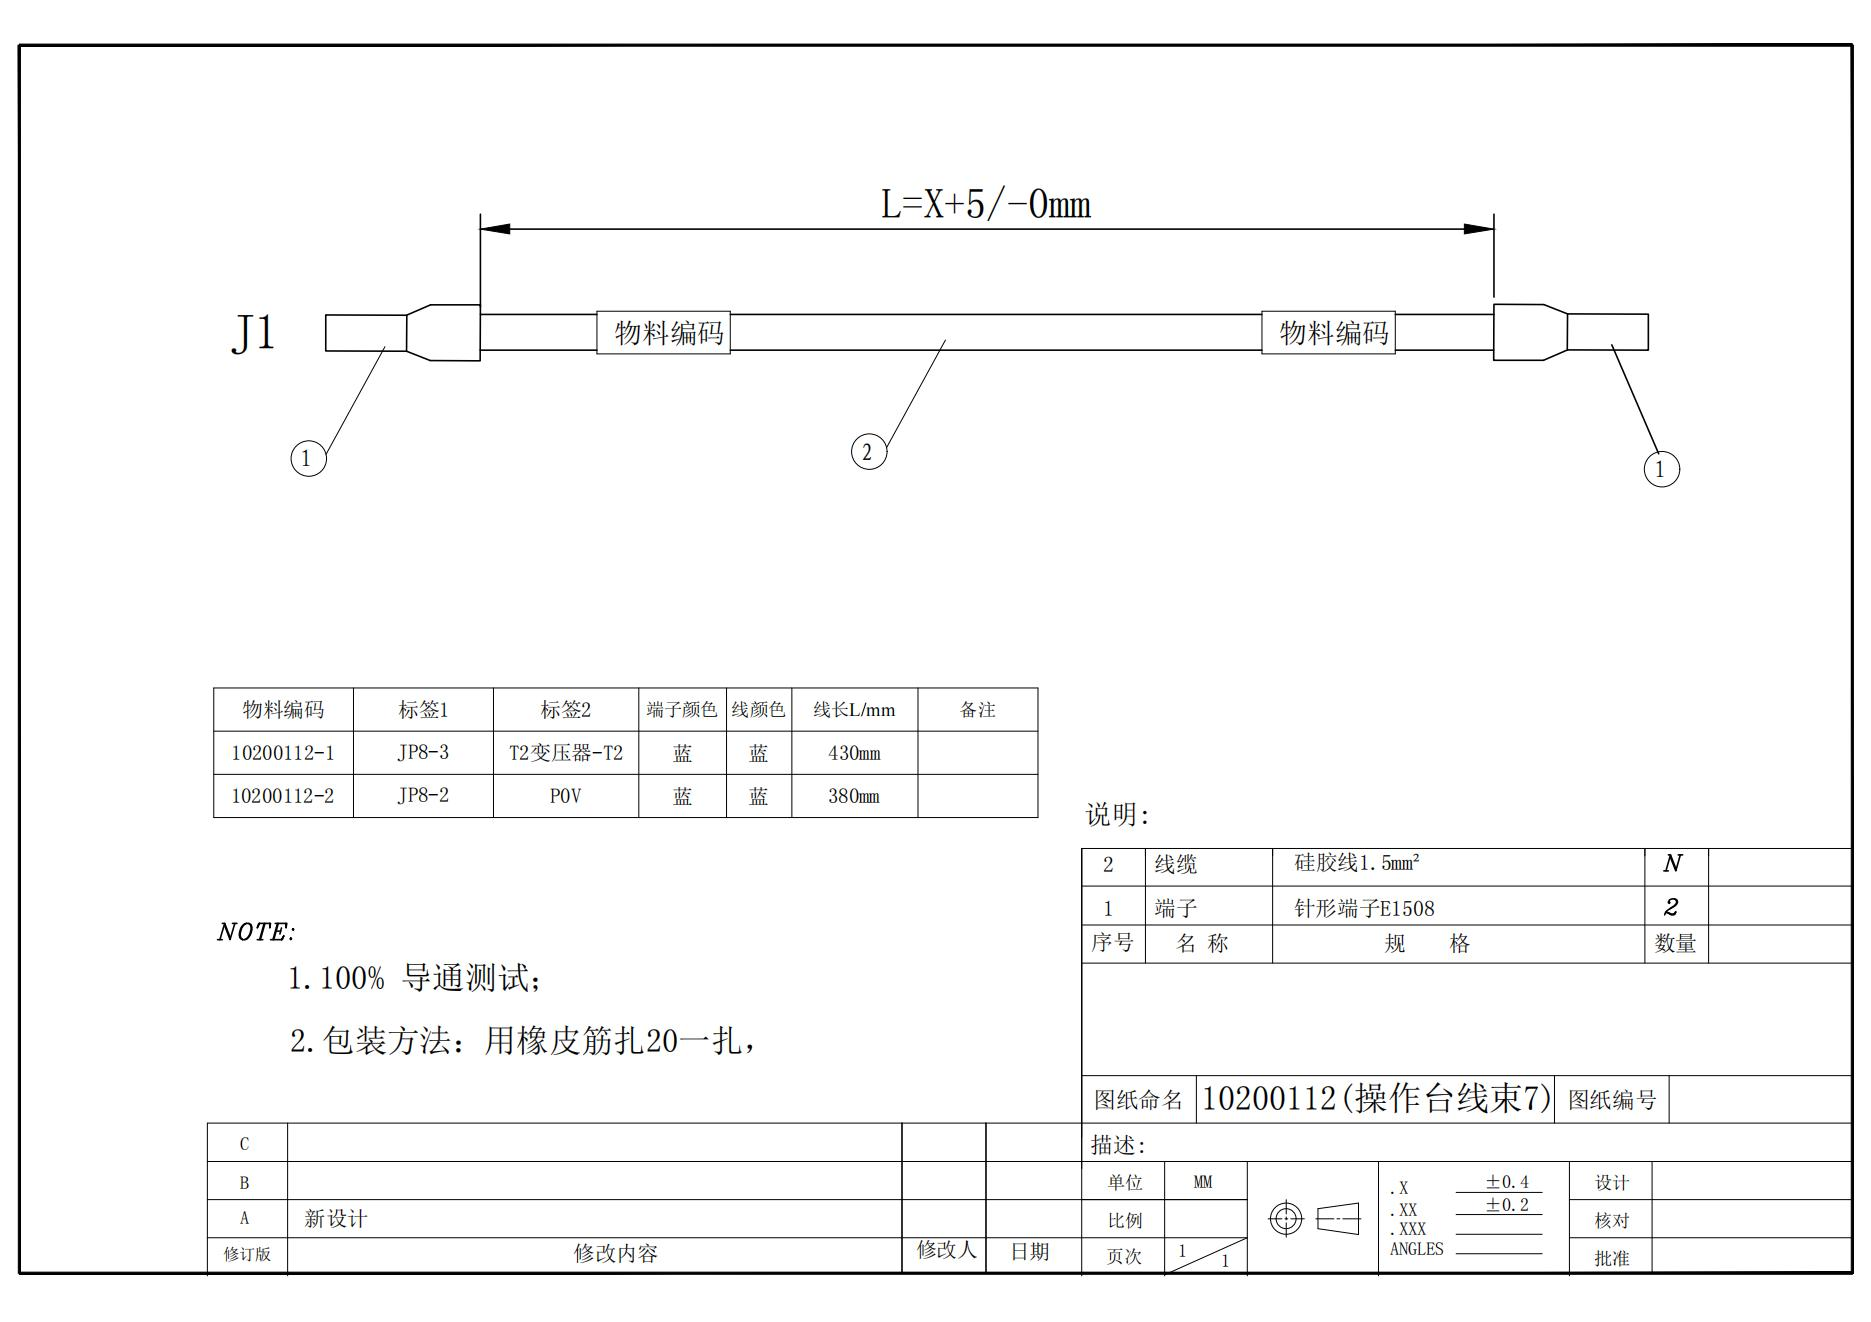 L=X+5/-0mm
J1
物料编码 物料编码
1 2 1
物料编码 标签1 标签2 端子颜色 线颜色 线长L/mm 备注
10200112-1 JP8-3 T2变压器-T2 蓝 蓝 430mm
10200112-2 JP8-2 POV 蓝 蓝 380mm
说明:
2 线缆 硅胶线1.5mm² N
1 端子 针形端子E1508 2
序号 名 称 规 格 数量
NOTE:
1.100% 导通测试;
2.包装方法: 用橡皮筋扎20一扎,
图纸命名 10200112(操作台线束7) 图纸编号
描述:
C
B
A 新设计
修订版 修改内容 修改人 日期
单位 MM
比例
页次 1 1
.X ±0.4
.XX ±0.2
.XXX
ANGLES
设计
核对
批准